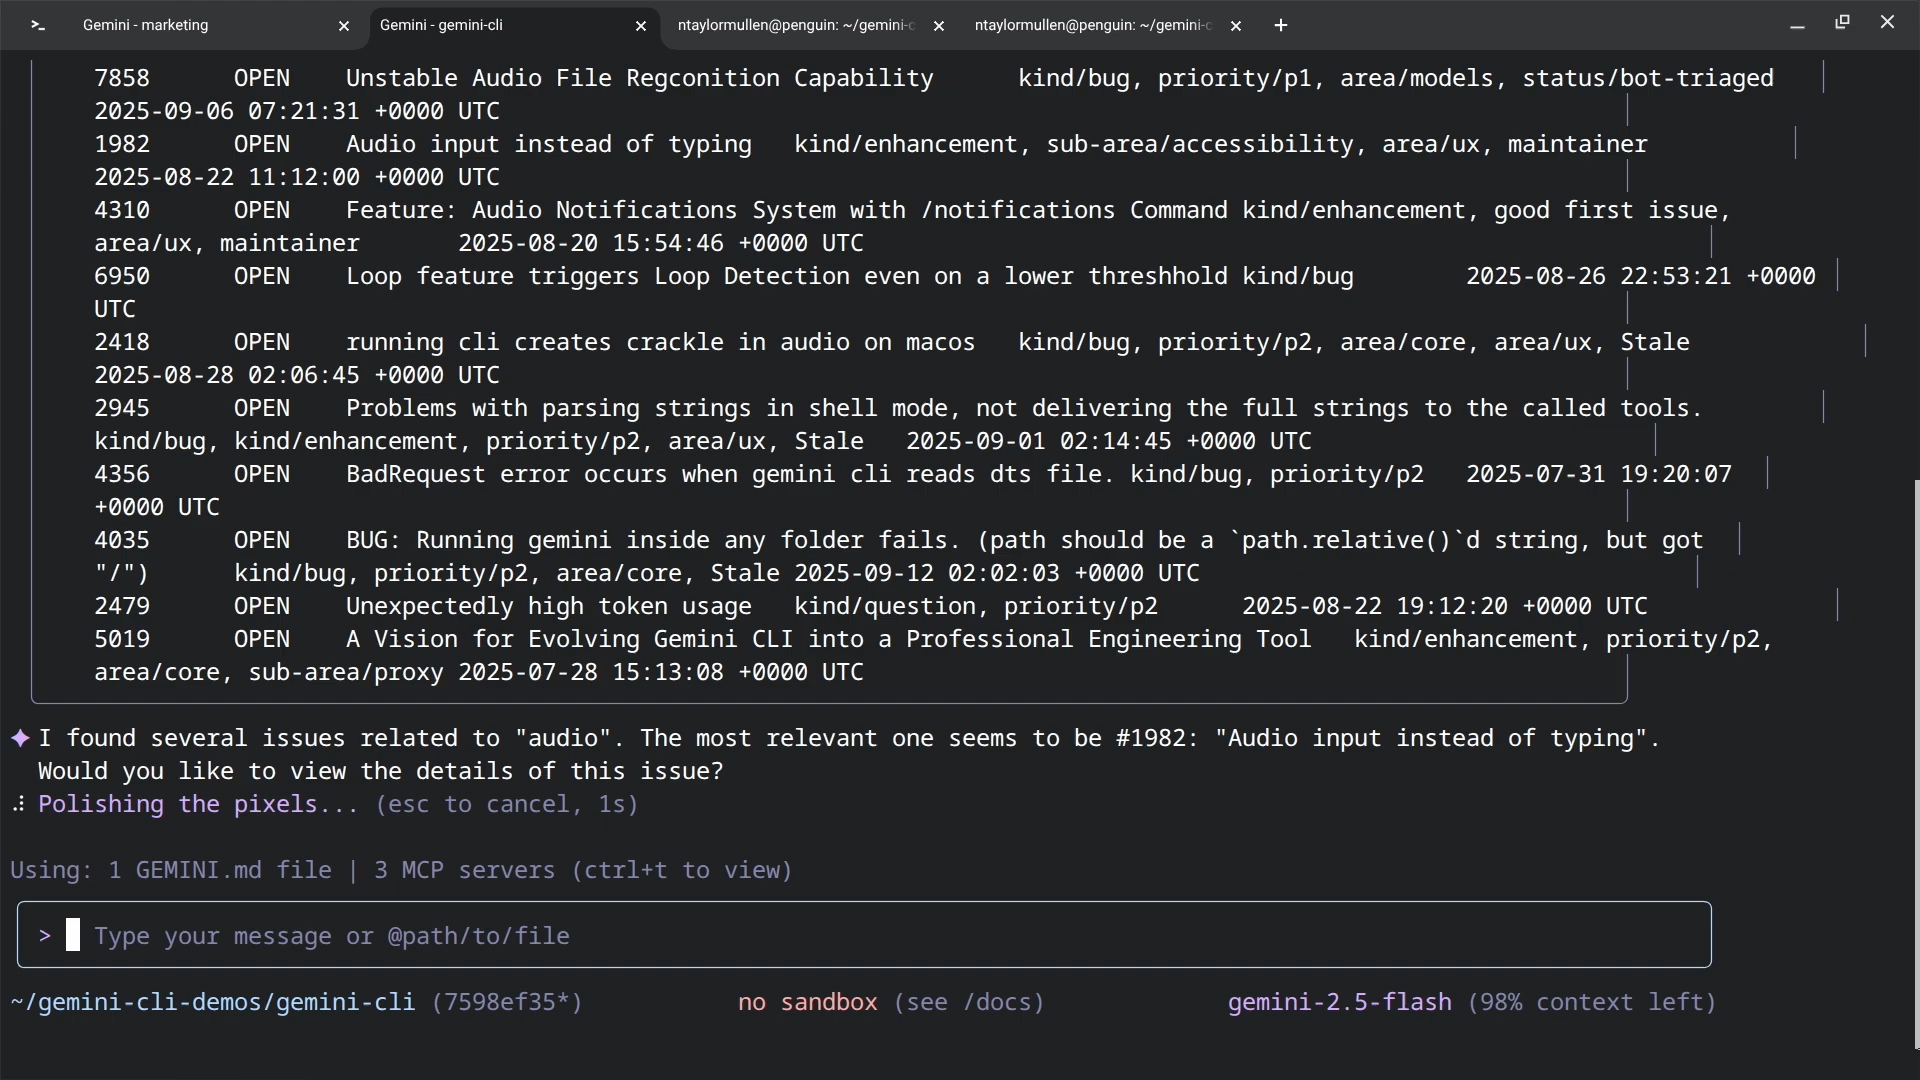 Gemini - marketing
Gemini - gemini-cli
ntaylormullen@penguin: ~/gemini-c
ntaylormullen@penguin: ~/gemini-c
7858 OPEN Unstable Audio File Regconition Capability kind/bug, priority/p1, area/models, status/bot-triaged
2025-09-06 07:21:31 +0000 UTC
1982 OPEN Audio input instead of typing kind/enhancement, sub-area/accessibility, area/ux, maintainer
2025-08-22 11:12:00 +0000 UTC
4310 OPEN Feature: Audio Notifications System with /notifications Command kind/enhancement, good first issue,
area/ux, maintainer 2025-08-20 15:54:46 +0000 UTC
6950 OPEN Loop feature triggers Loop Detection even on a lower threshhold kind/bug 2025-08-26 22:53:21 +0000
UTC
2418 OPEN running cli creates crackle in audio on macos kind/bug, priority/p2, area/core, area/ux, Stale
2025-08-28 02:06:45 +0000 UTC
2945 OPEN Problems with parsing strings in shell mode, not delivering the full strings to the called tools.
kind/bug, kind/enhancement, priority/p2, area/ux, Stale 2025-09-01 02:14:45 +0000 UTC
4356 OPEN BadRequest error occurs when gemini cli reads dts file. kind/bug, priority/p2 2025-07-31 19:20:07
+0000 UTC
4035 OPEN BUG: Running gemini inside any folder fails. (path should be a `path.relative()`d string, but got
"/") kind/bug, priority/p2, area/core, Stale 2025-09-12 02:02:03 +0000 UTC
2479 OPEN Unexpectedly high token usage kind/question, priority/p2 2025-08-22 19:12:20 +0000 UTC
5019 OPEN A Vision for Evolving Gemini CLI into a Professional Engineering Tool kind/enhancement, priority/p2,
area/core, sub-area/proxy 2025-07-28 15:13:08 +0000 UTC
I found several issues related to "audio". The most relevant one seems to be #1982: "Audio input instead of typing".
Would you like to view the details of this issue?
Polishing the pixels... (esc to cancel, 1s)
Using: 1 GEMINI.md file | 3 MCP servers (ctrl+t to view)
> Type your message or @path/to/file
~/gemini-cli-demos/gemini-cli (7598ef35*) no sandbox (see /docs) gemini-2.5-flash (98% context left)